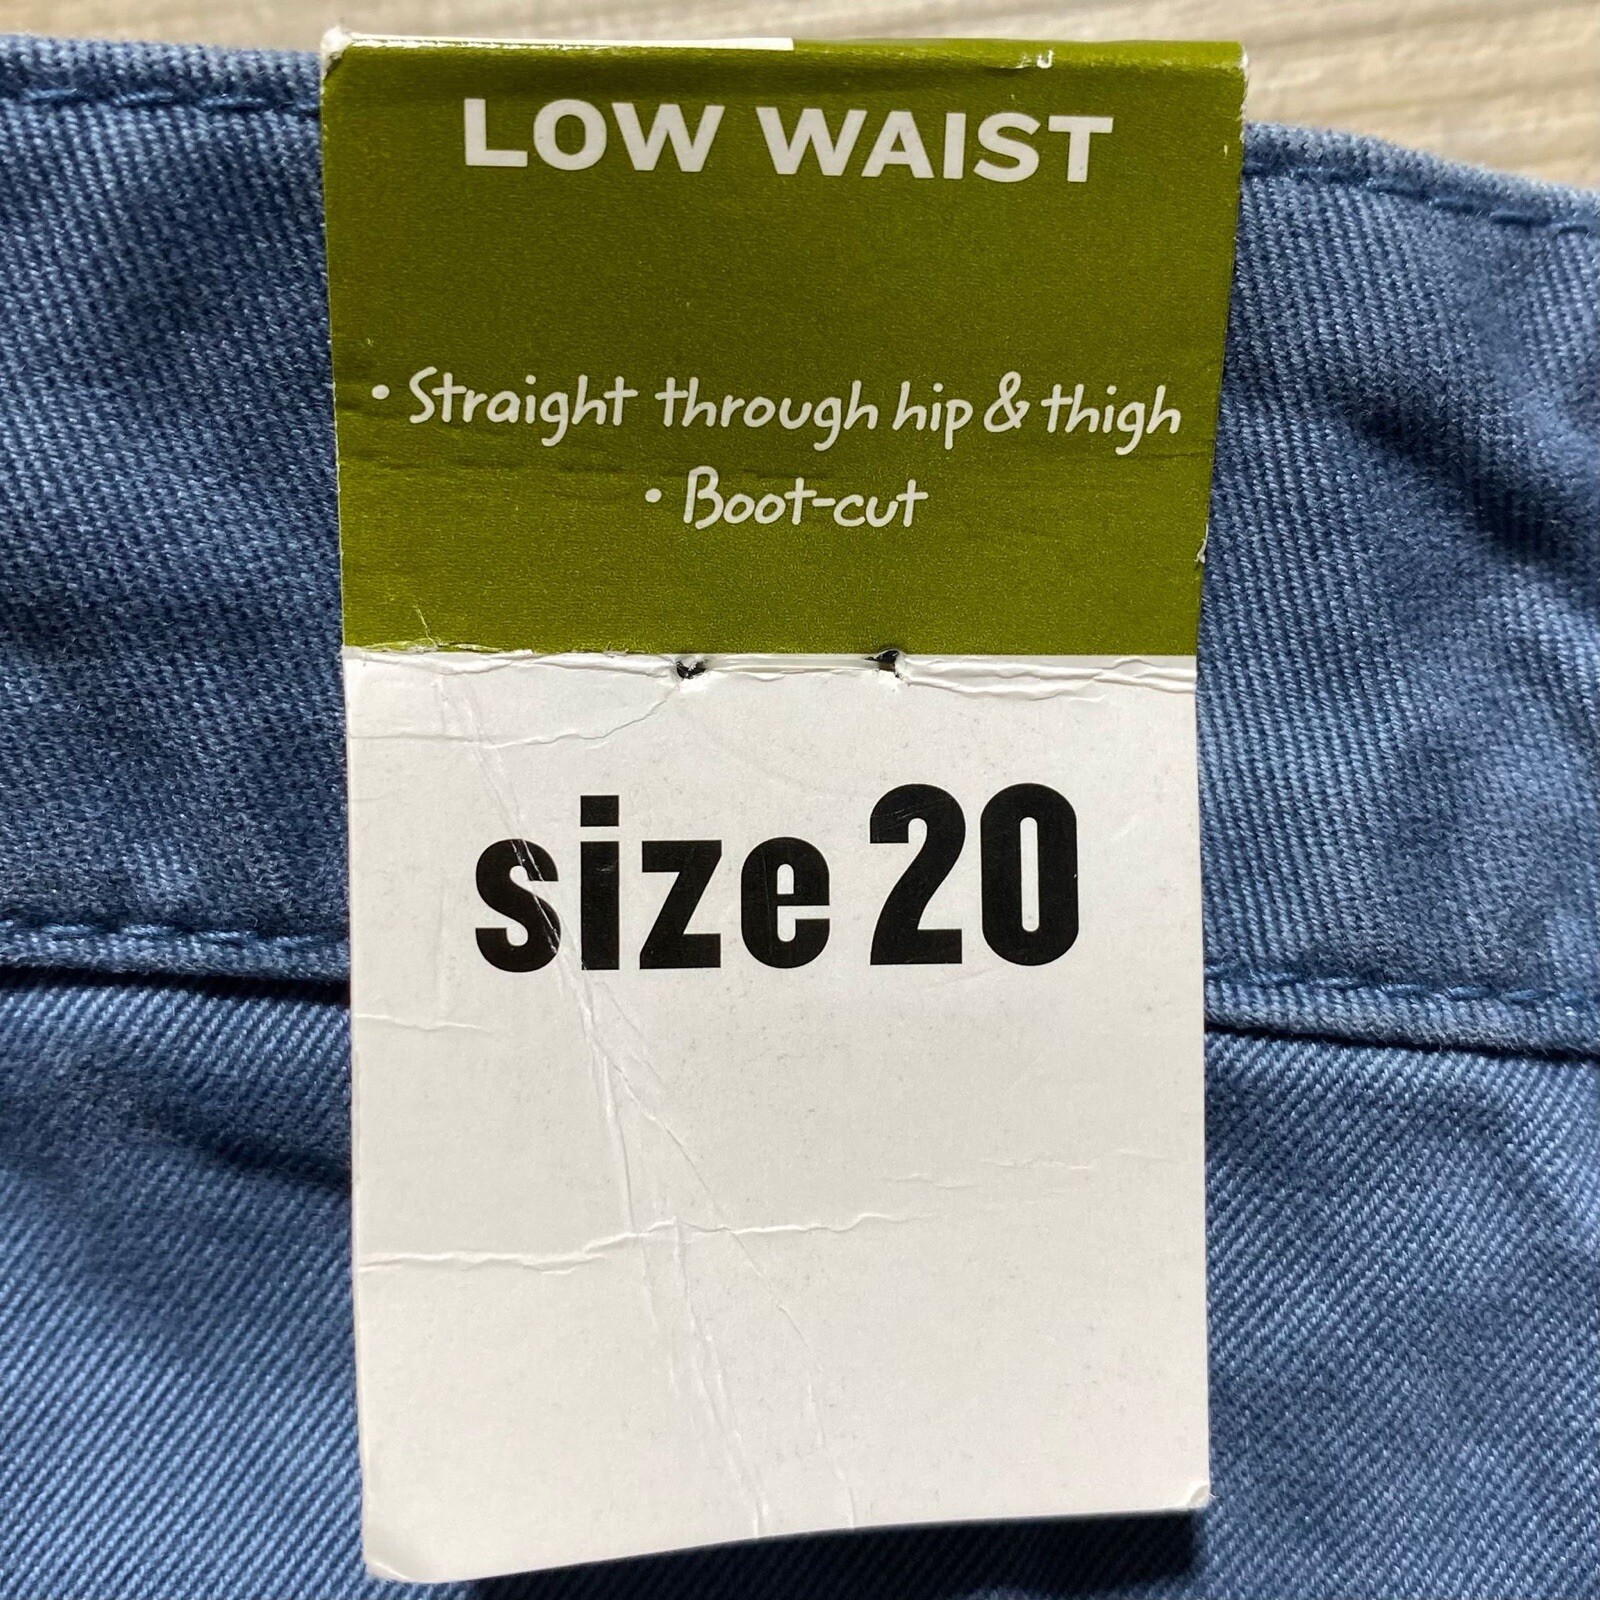 LOW WAIST
• Straight through hip & thigh
• Boot-cut
size 20